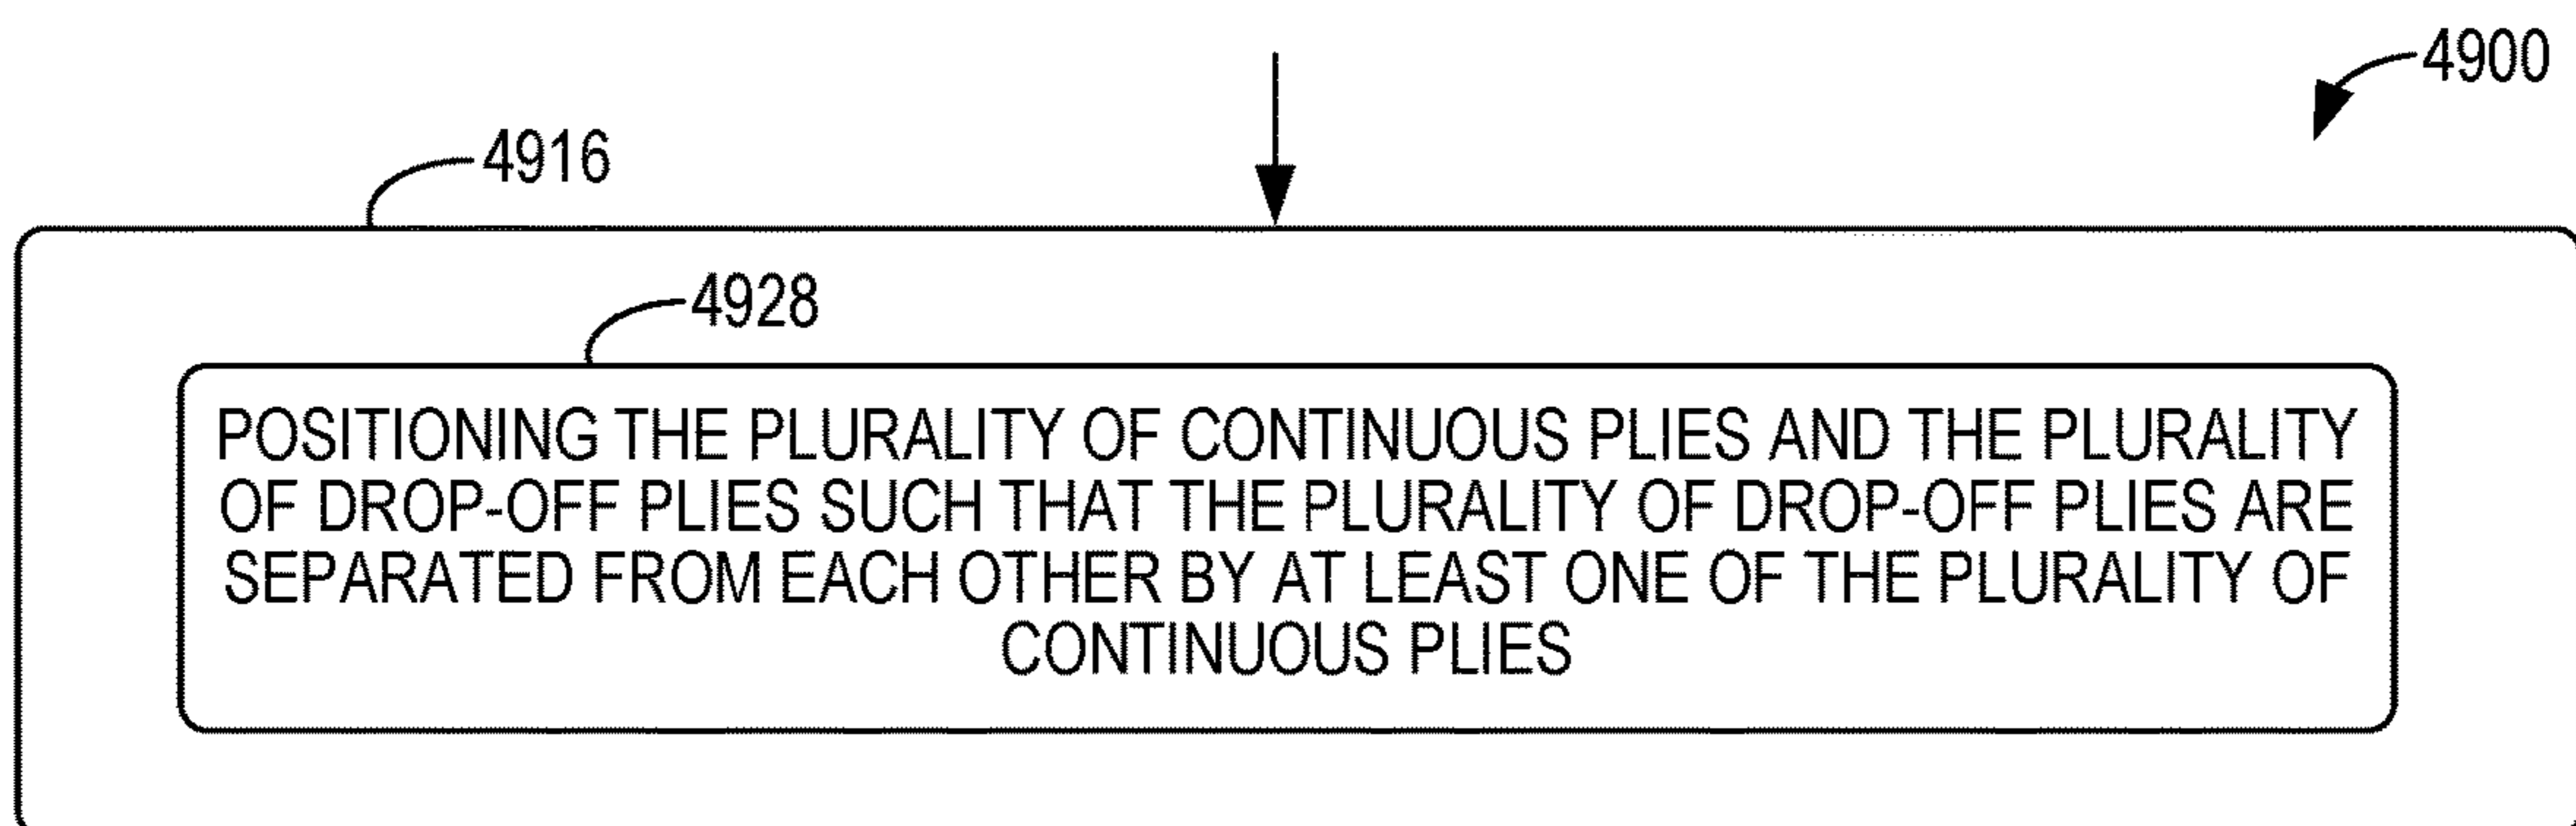 4900
4916
4928
POSITIONING THE PLURALITY OF CONTINUOUS PLIES AND THE PLURALITY
OF DROP-OFF PLIES SUCH THAT THE PLURALITY OF DROP-OFF PLIES ARE
SEPARATED FROM EACH OTHER BY AT LEAST ONE OF THE PLURALITY OF
CONTINUOUS PLIES